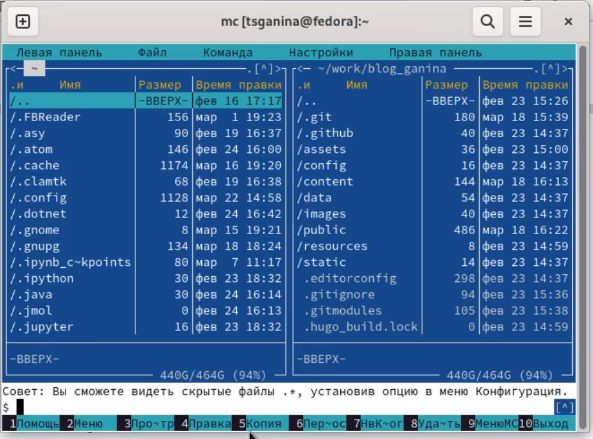 mc [tsganina@fedora]:~
Левая панель Файл Команда Настройки Правая панель
<─ ~ ─.[^]> <─ ~/work/blog_ganina ─.[^]>
.и Имя Размер Время правки .и Имя Размер Время правки
/.. -ВВЕРХ- фев 16 17:17 /.. -ВВЕРХ- фев 23 15:26
/.FBReader 156 мар 1 19:23 /.git 180 мар 18 15:39
/.asy 90 фев 19 16:37 /.github 40 фев 23 14:37
/.atom 146 фев 24 16:00 /assets 36 фев 23 15:00
/.cache 1174 мар 16 19:20 /config 16 фев 23 14:37
/.clamtk 68 фев 19 16:38 /content 144 мар 18 16:13
/.config 1128 мар 22 14:58 /data 54 фев 23 14:37
/.dotnet 12 фев 24 16:42 /images 40 фев 23 14:37
/.gnome 8 мар 15 19:21 /public 486 мар 18 16:22
/.gnupg 134 мар 18 18:24 /resources 8 фев 23 14:59
/.ipynb_c~kpoints 80 мар 7 11:17 /static 14 фев 23 14:37
/.ipython 30 фев 23 18:32 .editorconfig 298 фев 23 14:37
/.java 30 фев 24 16:14 .gitignore 94 фев 23 15:36
/.jmol 0 фев 24 16:13 .gitmodules 105 фев 23 15:38
/.jupyter 16 фев 23 18:32 .hugo_build.lock 0 фев 23 14:59
-ВВЕРХ- -ВВЕРХ-
440G/464G (94%) 440G/464G (94%)
Совет: Вы сможете видеть скрытые файлы .*, установив опцию в меню Конфигурация.
$ [^]
1Помощь 2Меню 3Про~тр 4Правка 5Копия 6Пер~ос 7НвК~ог 8Уда~ть 9МенюMC 10Выход